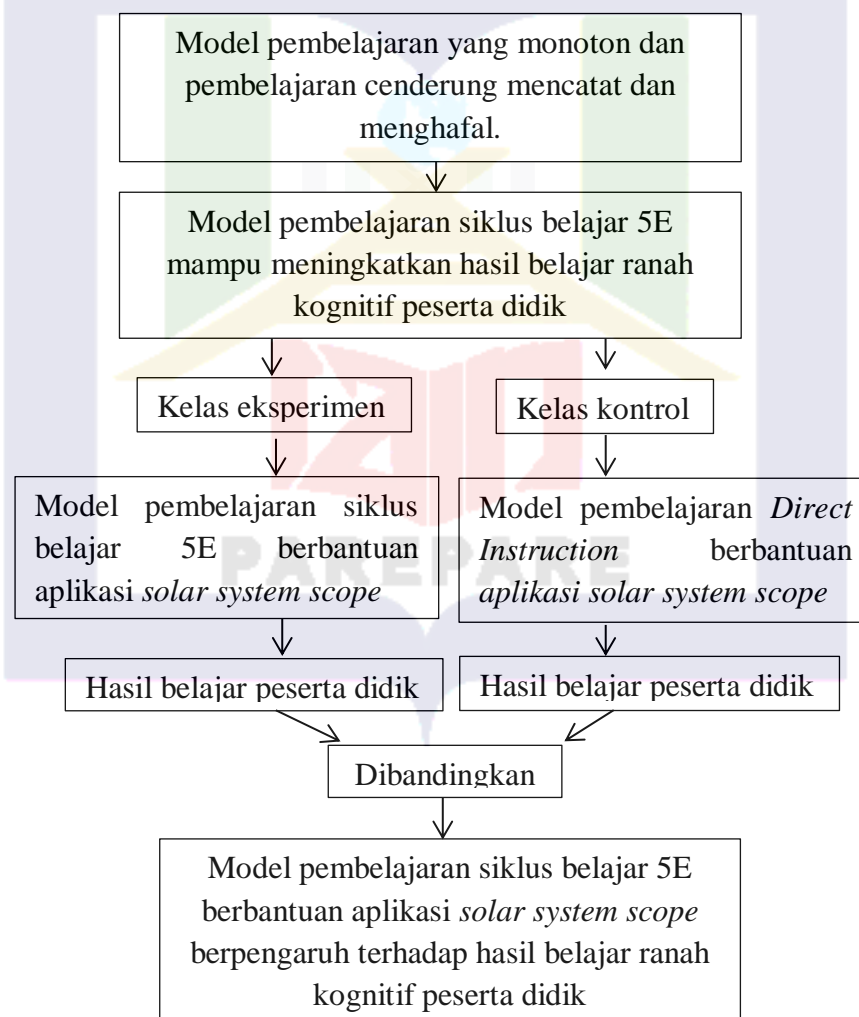 Model pembelajaran yang monoton dan
pembelajaran cenderung mencatat dan
menghafal.
Model pembelajaran siklus belajar 5E
mampu meningkatkan hasil belajar ranah
kognitif peserta didik
Kelas eksperimen
Kelas kontrol
Model pembelajaran siklus
belajar 5E berbantuan
aplikasi solar system scope
Model pembelajaran Direct
Instruction berbantuan
aplikasi solar system scope
PAREPARE
Hasil belajar peserta didik
Hasil belajar peserta didik
Dibandingkan
Model pembelajaran siklus belajar 5E
berbantuan aplikasi solar system scope
berpengaruh terhadap hasil belajar ranah
kognitif peserta didik